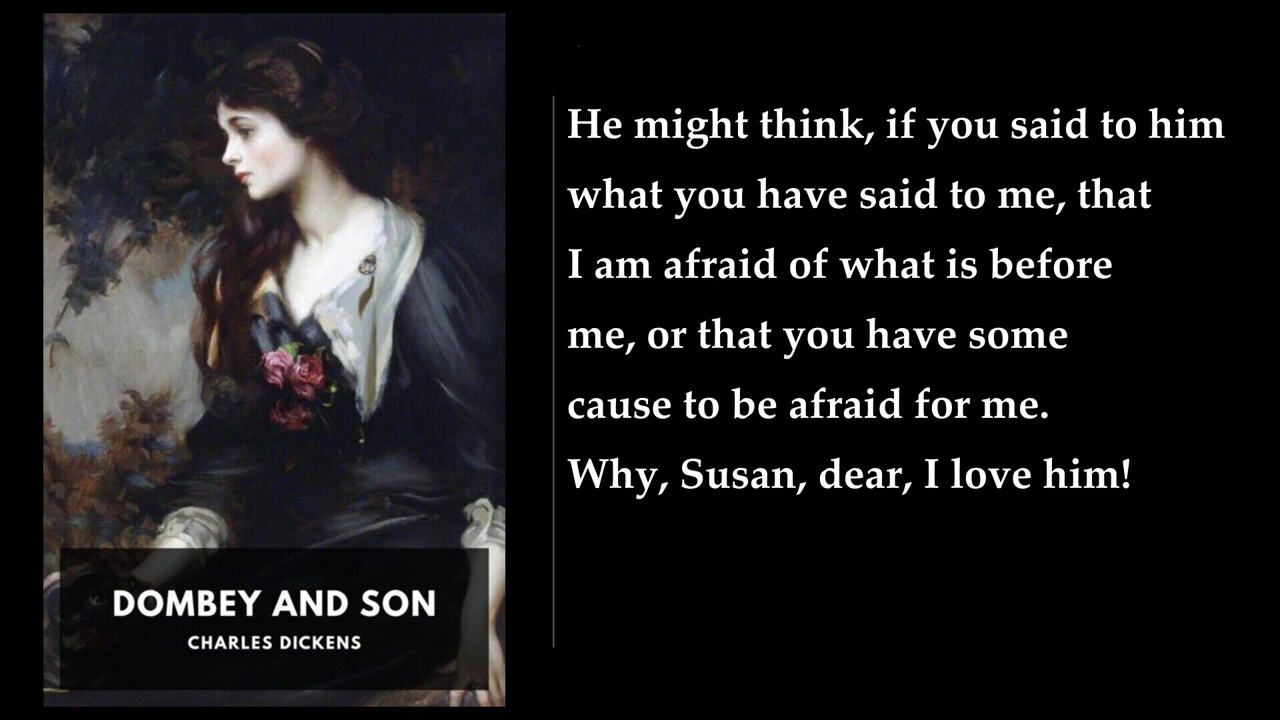 He might think, if you said to him
what you have said to me, that
I am afraid of what is before
me, or that you have some
cause to be afraid for me.
Why, Susan, dear, I love him!
DOMBEY AND SON
CHARLES DICKENS